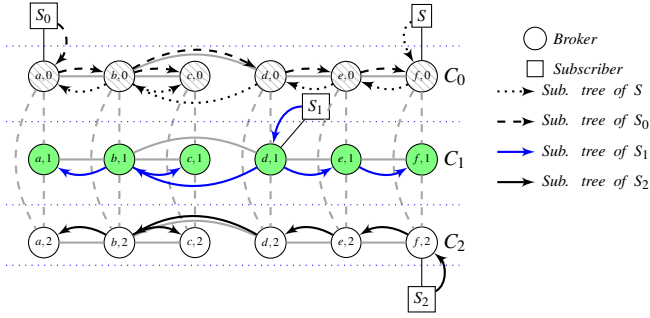 S0 S
Broker
a,0 b,0 c,0 d,0 e,0 f,0 C0
Subscriber
Sub. tree of S
S1
Sub. tree of S0
a,1 b,1 c,1 d,1 e,1 f,1 C1
Sub. tree of S1
Sub. tree of S2
a,2 b,2 c,2 d,2 e,2 f,2 C2
S2